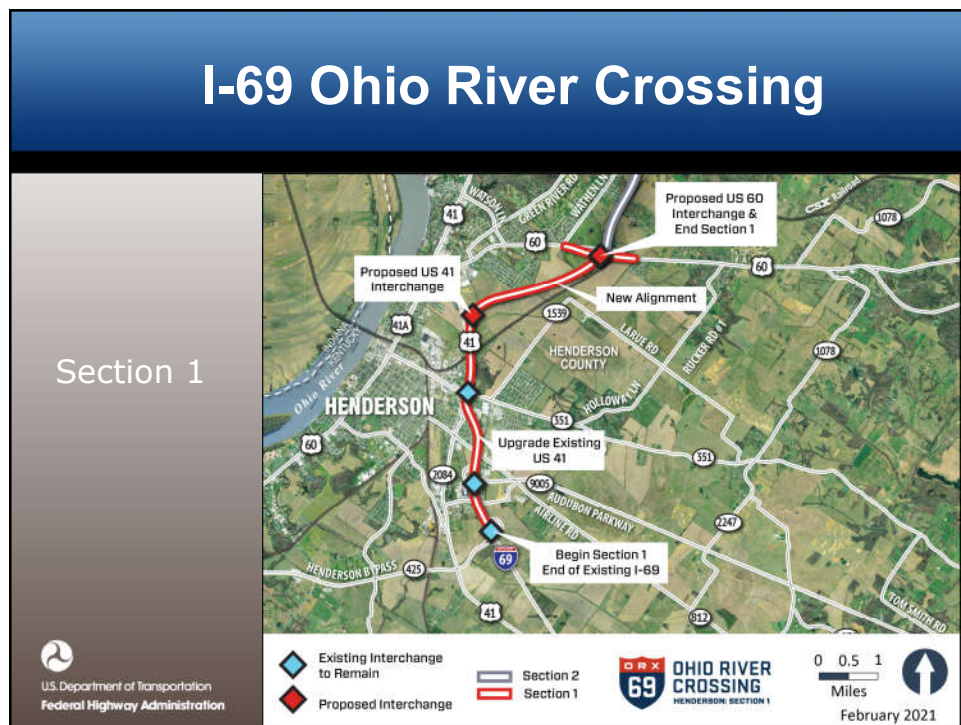 I-69 Ohio River Crossing
Section 1
U.S. Department of Transportation
Federal Highway Administration
41
WATSON LN
GREEN RIVER RD
WATHEN LN
Proposed US 60
Interchange &
End Section 1
CSX Railroad
1078
60
Proposed US 41
Interchange
60
New Alignment
41A
41
1539
LARUE RD
RUCKER RD #1
1078
INDIANA
KENTUCKY
HENDERSON
COUNTY
Ohio River
HENDERSON
HOLLOWAY LN
351
60
Upgrade Existing
US 41
351
2084
9005
AUDUBON PARKWAY
AIRLINE RD
2247
HENDERSON BYPASS
425
69
Begin Section 1
End of Existing I-69
41
812
TOM SMITH RD
Existing Interchange
to Remain
Proposed Interchange
Section 2
Section 1
ORX
69
OHIO RIVER
CROSSING
HENDERSON: SECTION 1
0 0.5 1
Miles
February 2021